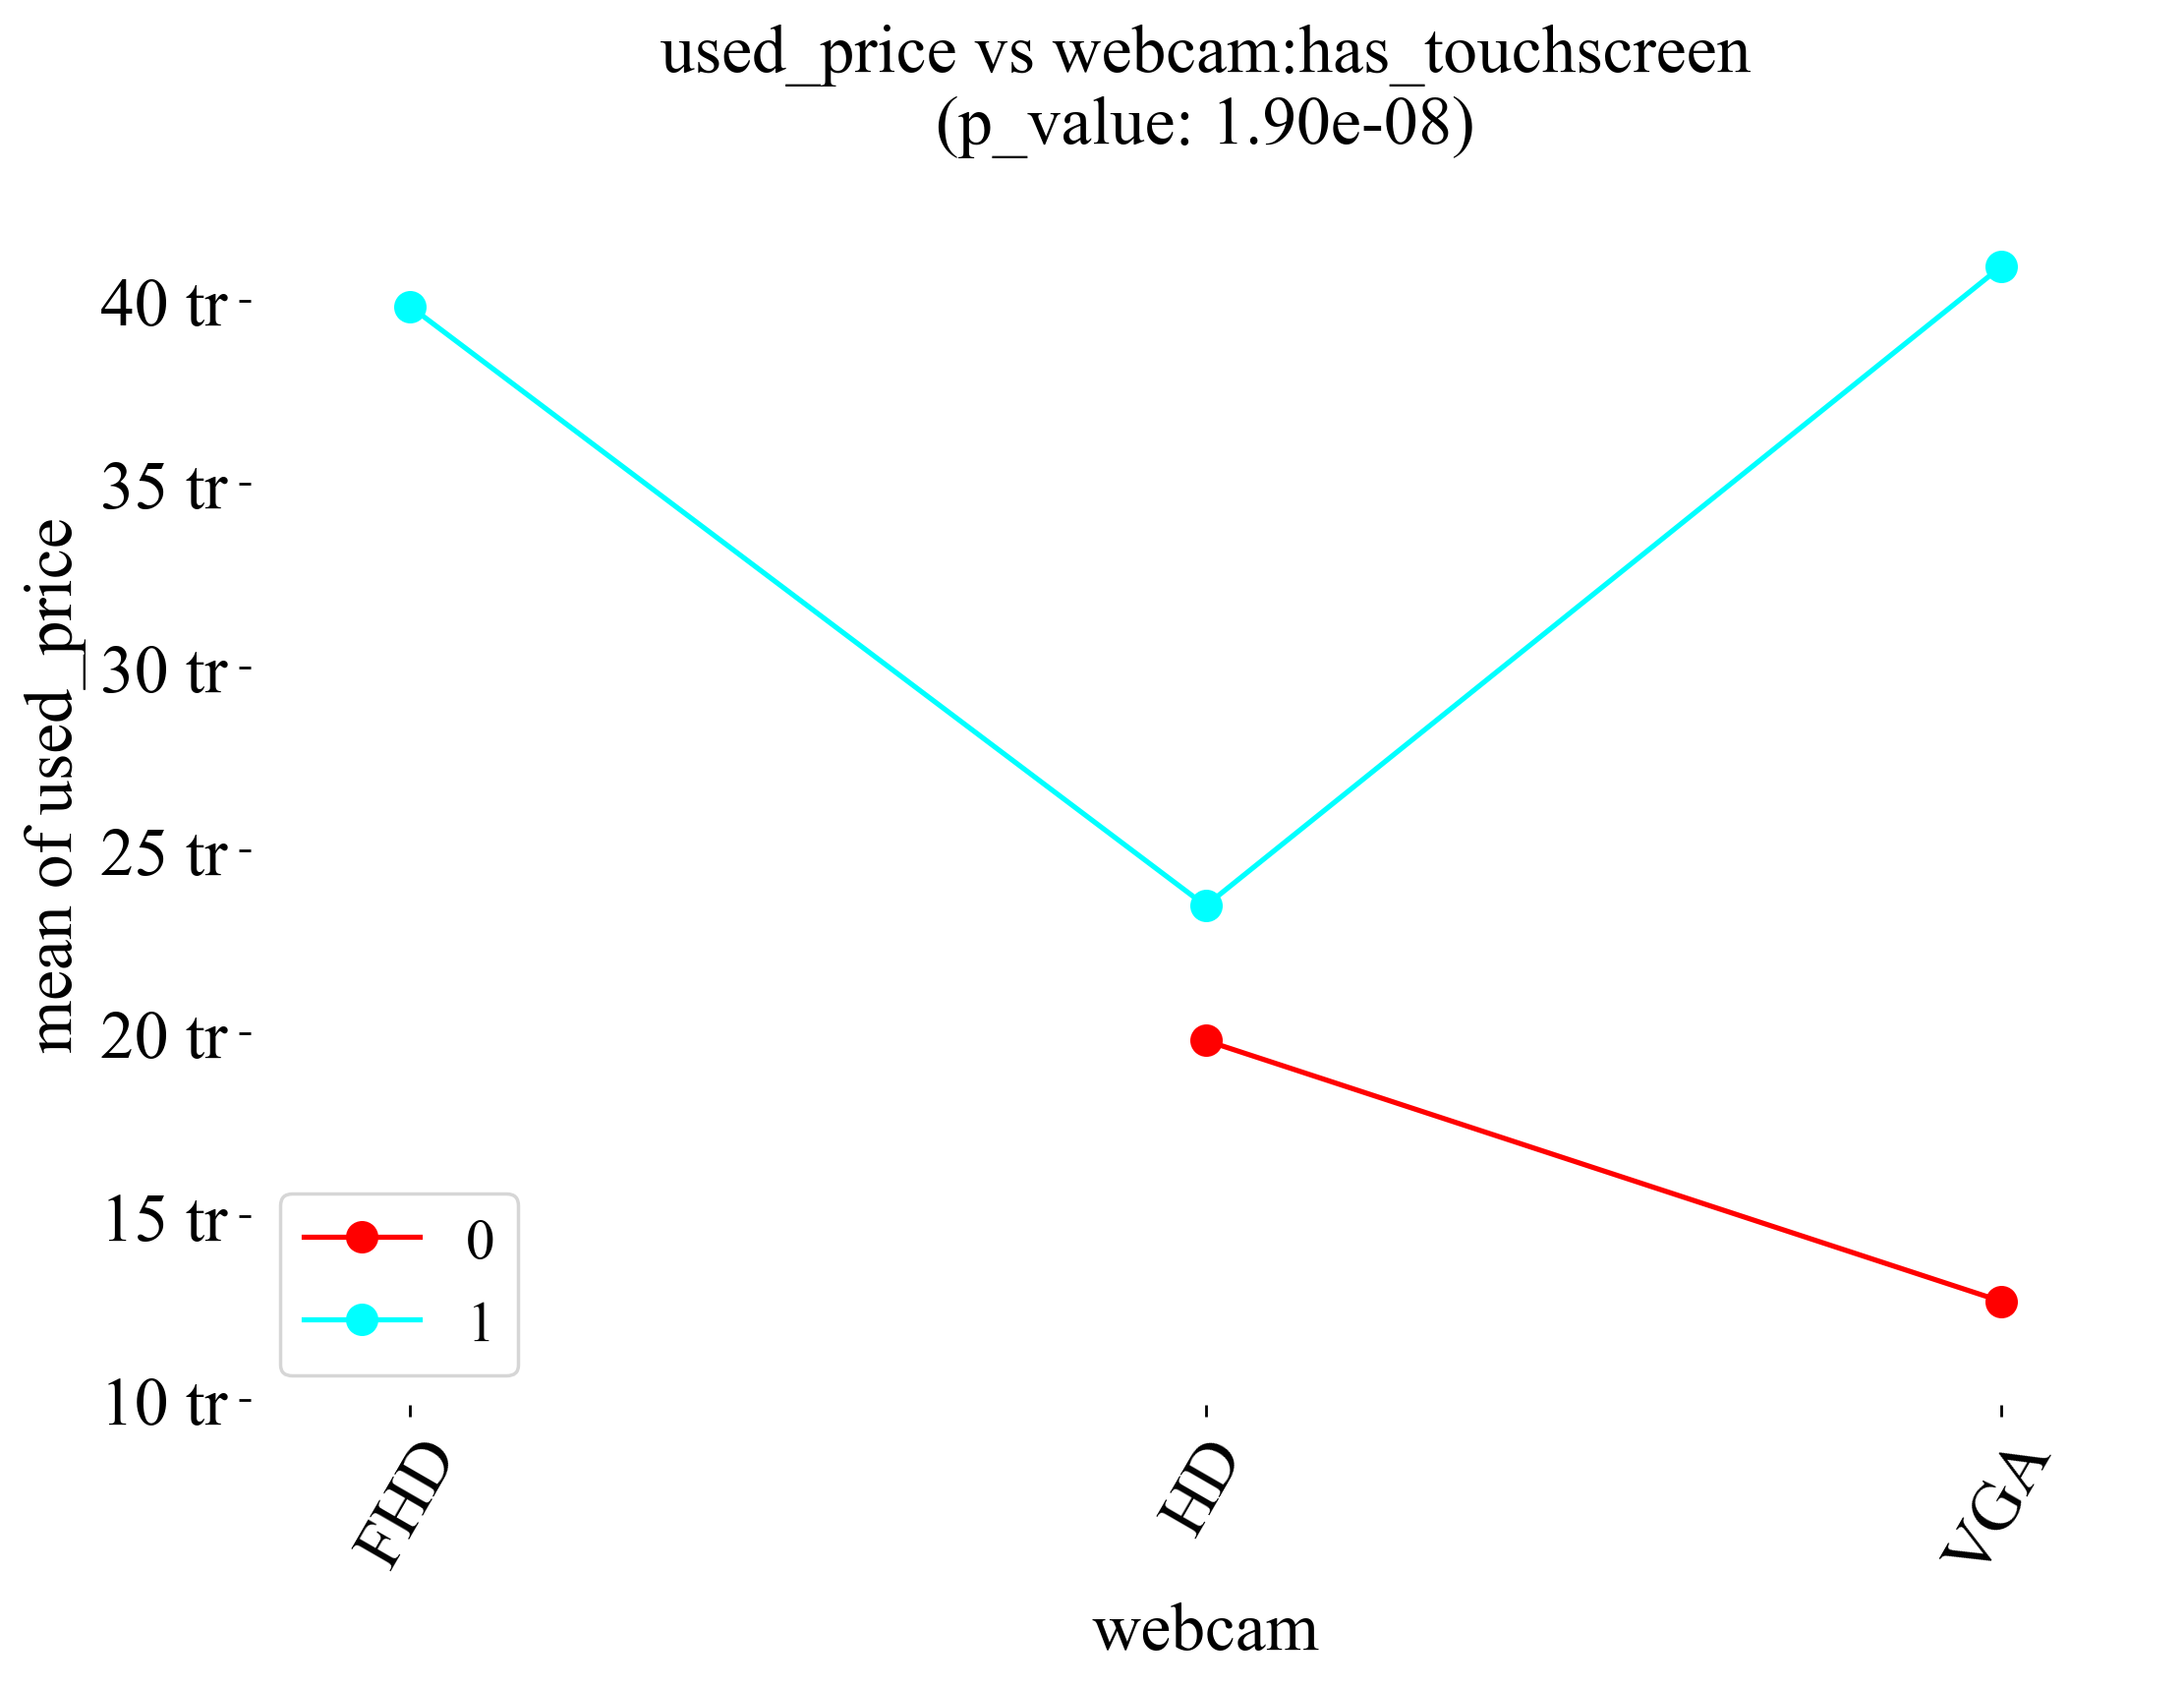 used_price vs webcam:has_touchscreen
(p_value: 1.90e-08)
mean of used_price
40 tr
35 tr
30 tr
25 tr
20 tr
15 tr
10 tr
0
1
FHD
HD
VGA
webcam